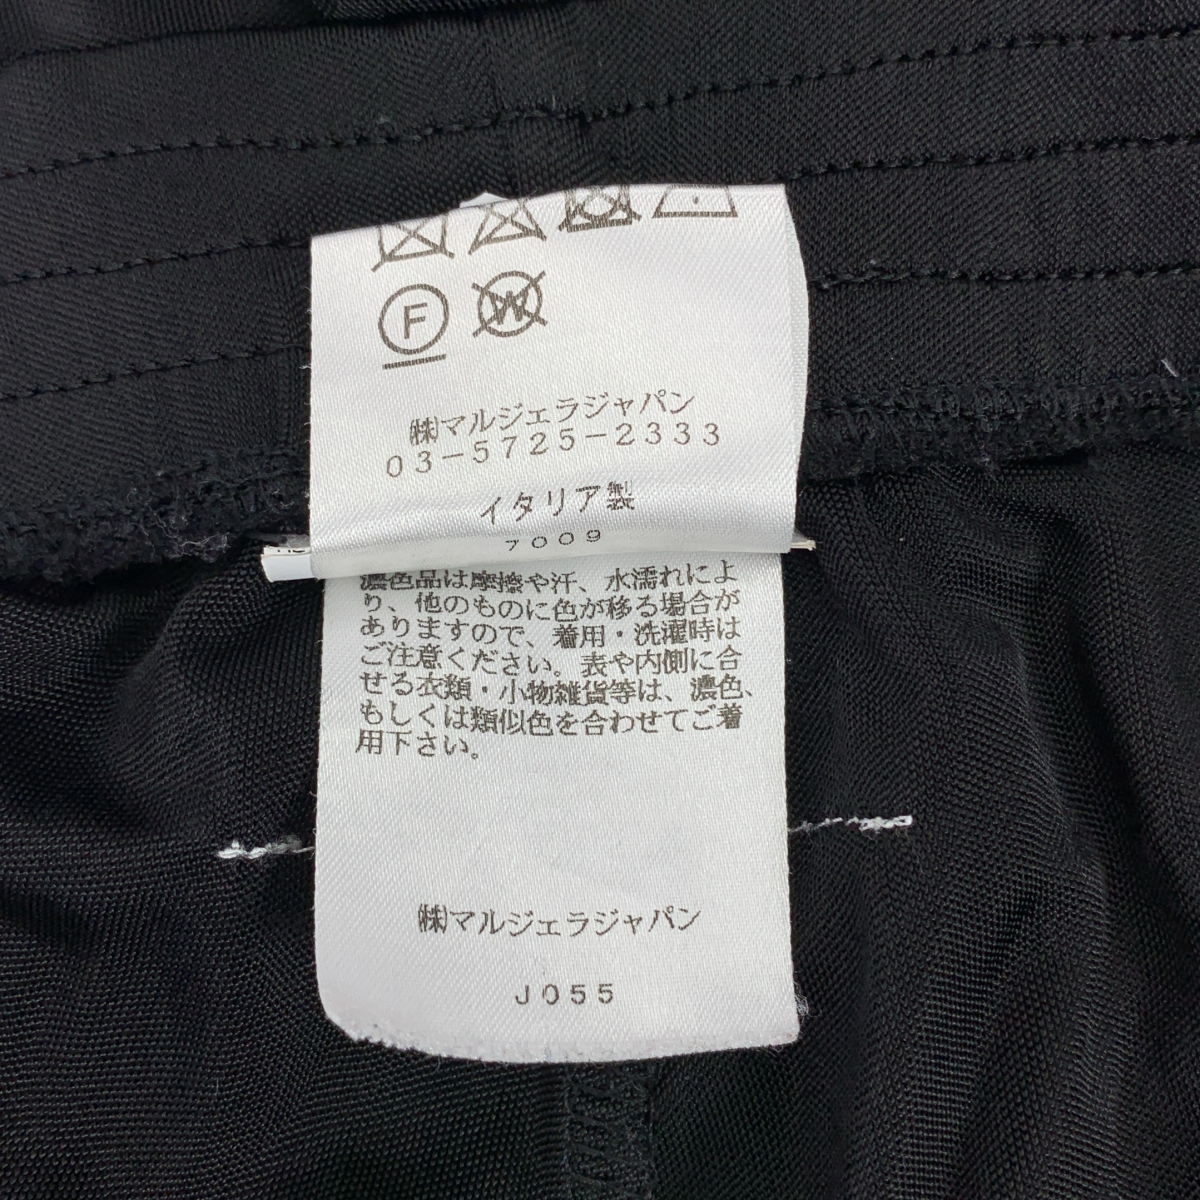 F
W
㈱マルジェラジャパン
03-5725-2333
イタリア製
7009
濃色品は摩擦や汗、水濡れによ
り、他のものに色が移る場合が
ありますので、着用・洗濯時は
ご注意ください。表や内側に合
せる衣類・小物雑貨等は、濃色、
もしくは類似色を合わせてご着
用下さい。
㈱マルジェラジャパン
J055